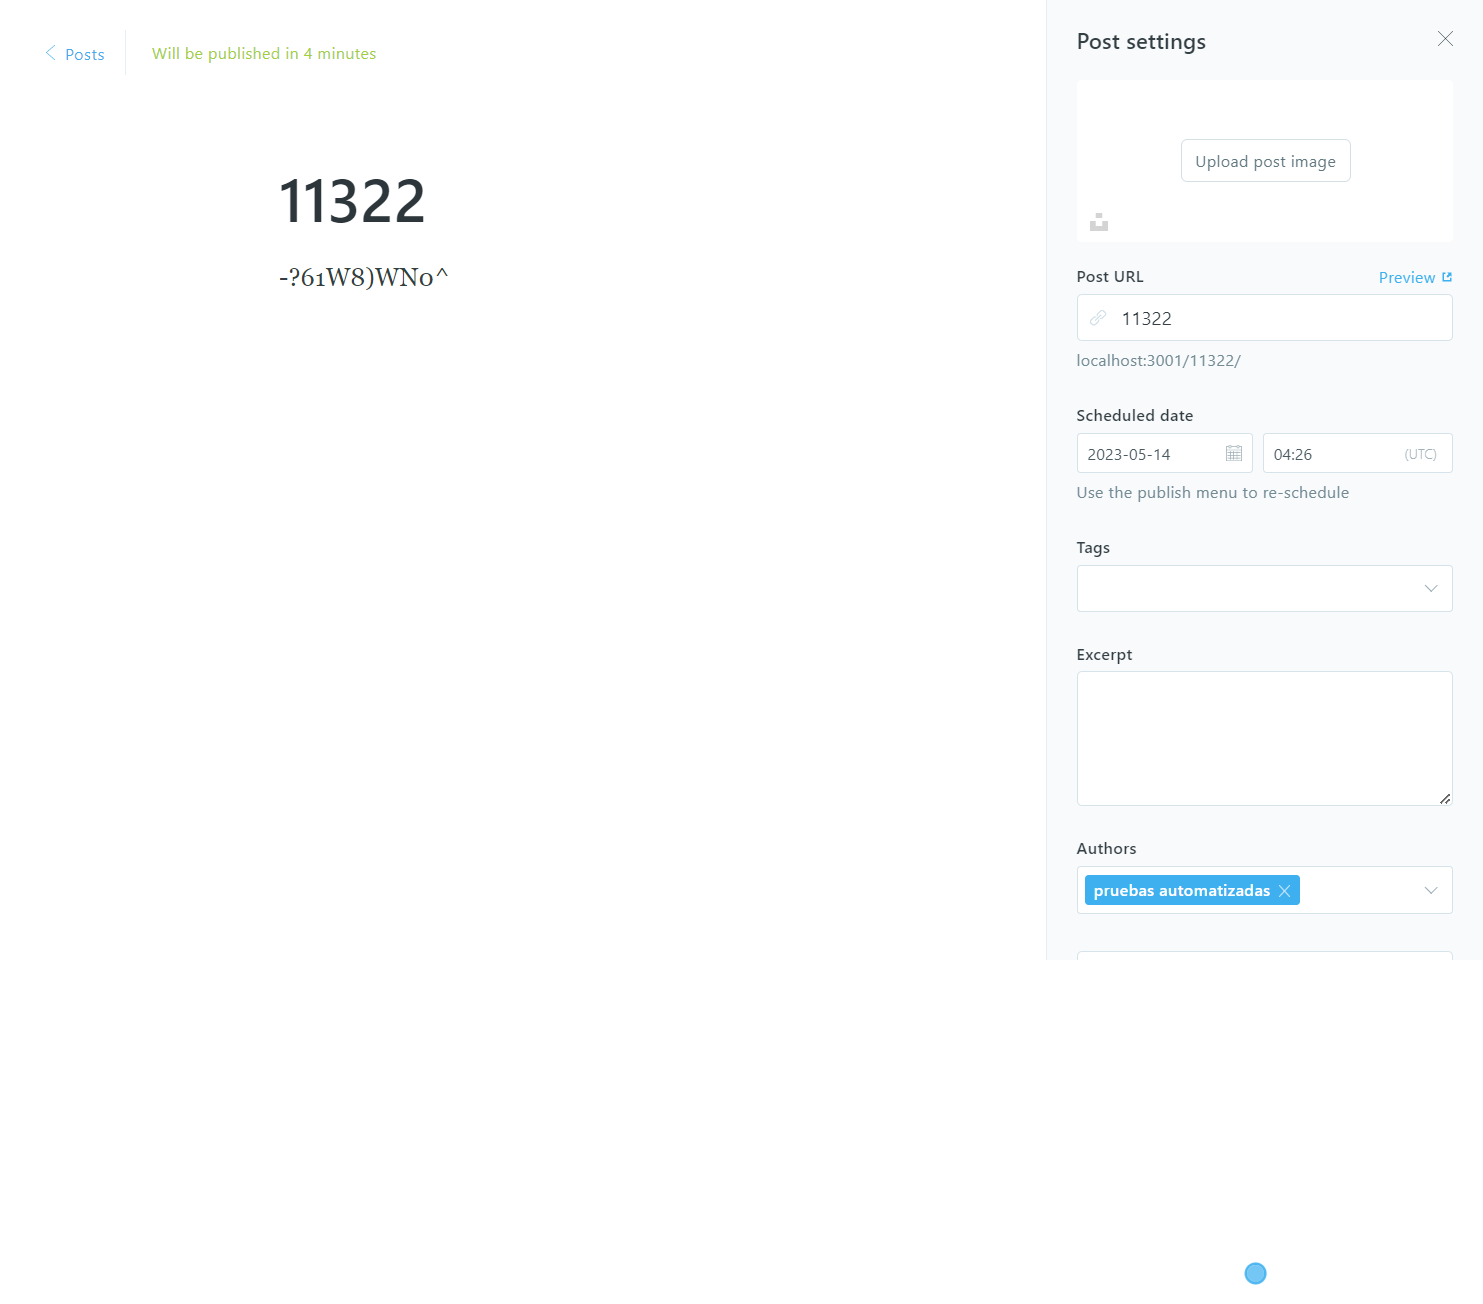 Posts
Will be published in 4 minutes
11322
-?61W8)WN0^
Post settings
Upload post image
Post URL
Preview
11322
localhost:3001/11322/
Scheduled date
2023-05-14
04:26
(UTC)
Use the publish menu to re-schedule
Tags
Excerpt
Authors
pruebas automatizadas